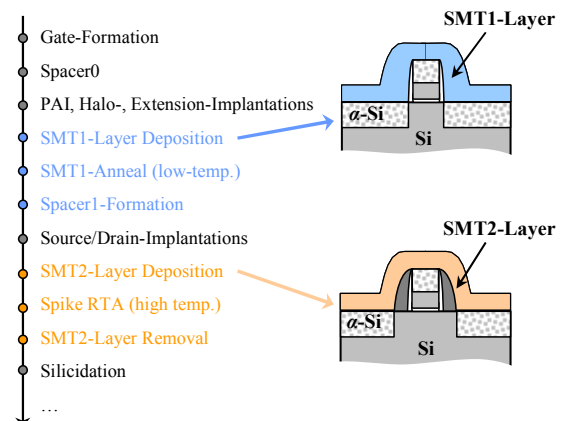 Gate-Formation
Spacer0
PAI, Halo-, Extension-Implantations
SMT1-Layer Deposition
SMT1-Anneal (low-temp.)
Spacer1-Formation
Source/Drain-Implantations
SMT2-Layer Deposition
Spike RTA (high temp.)
SMT2-Layer Removal
Silicidation
…
SMT1-Layer
α-Si
Si
SMT2-Layer
α-Si
Si